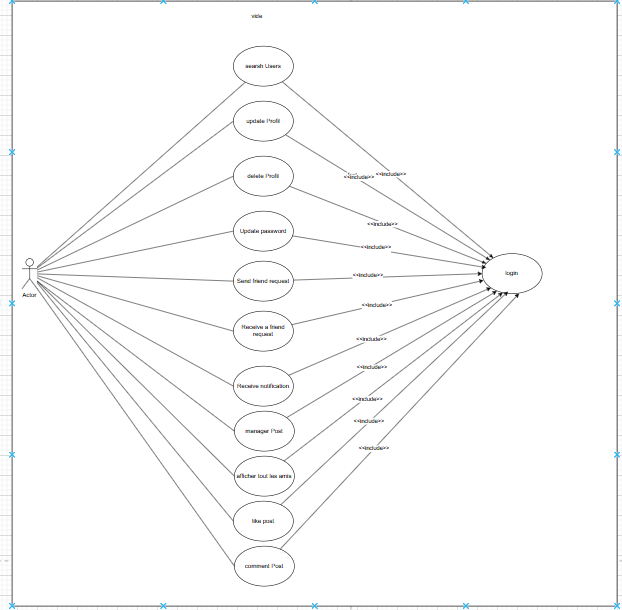 vide
searsh Users
update Profil
<<include>>
<<include>>
delete Profil
<<include>>
Update password
<<include>>
login
Send friend request
<<include>>
Actor
<<include>>
Receive a friend
request
<<include>>
<<include>>
Receive notification
<<include>>
manager Post
<<include>>
<<include>>
afficher tout les amis
like post
comment Post